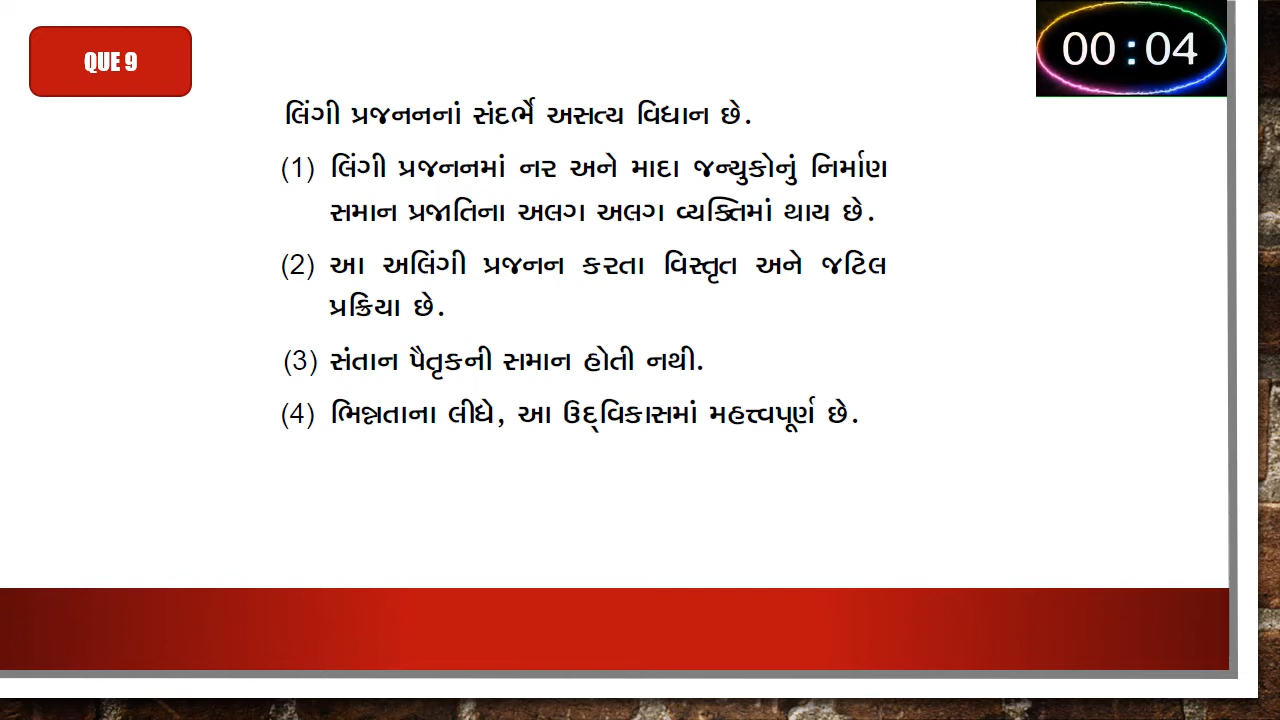 QUE 9
00:04
લિંગી પ્રજનનનાં સંદર્ભે અસત્ય વિધાન છે.
(1) લિંગી પ્રજનનમાં નર અને માદા જન્યુકોનું નિર્માણ
સમાન પ્રજાતિના અલગ અલગ વ્યક્તિમાં થાય છે.
(2) આ અલિંગી પ્રજનન કરતા વિસ્તૃત અને જટિલ
પ્રક્રિયા છે.
(3) સંતાન પૈતૃકની સમાન હોતી નથી.
(4) ભિન્નતાના લીધે, આ ઉદ્‌વિકાસમાં મહત્ત્વપૂર્ણ છે.